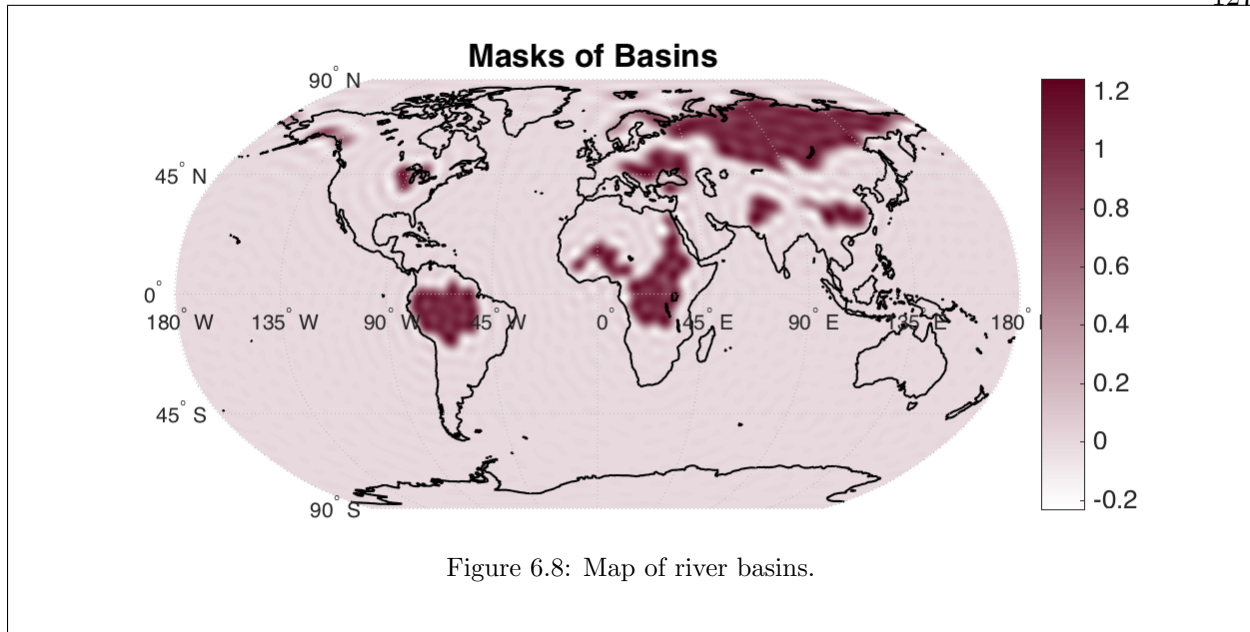 Masks of Basins
90° N
45° N
0°
180° W 135° W 90° W 45° W 0° 45° E 90° E 135° E 180°
45° S
90° S
1.2
1
0.8
0.6
0.4
0.2
0
-0.2
Figure 6.8: Map of river basins.